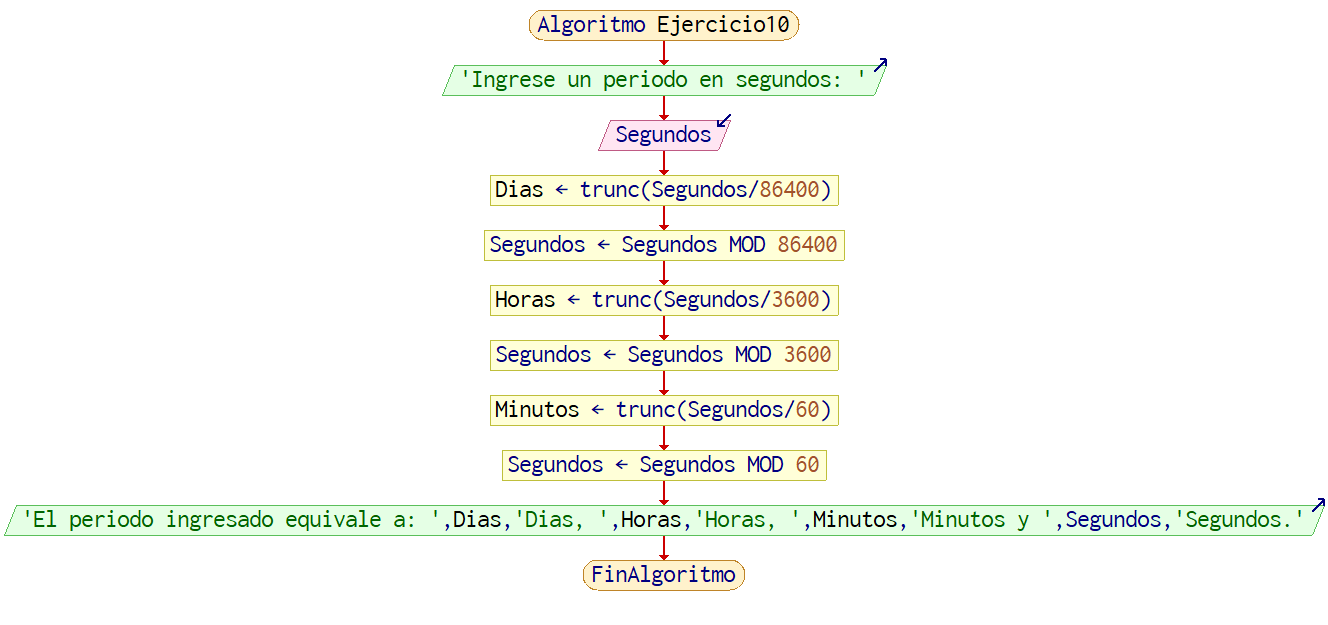 Algoritmo Ejercicio10
'Ingrese un periodo en segundos: '
Segundos
Dias ← trunc(Segundos/86400)
Segundos ← Segundos MOD 86400
Horas ← trunc(Segundos/3600)
Segundos ← Segundos MOD 3600
Minutos ← trunc(Segundos/60)
Segundos ← Segundos MOD 60
'El periodo ingresado equivale a: ',Dias,'Dias, ',Horas,'Horas, ',Minutos,'Minutos y ',Segundos,'Segundos.'
FinAlgoritmo